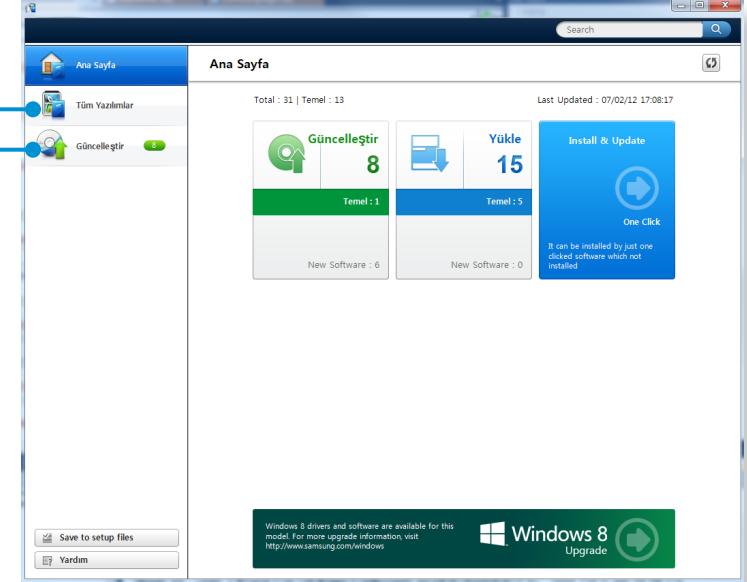 Search
Ana Sayfa
Tüm Yazılımlar
Güncelleştir 8
Save to setup files
Yardım
Ana Sayfa
Total : 31 | Temel : 13
Last Updated : 07/02/12 17:08:17
Güncelleştir
8
Temel : 1
New Software : 6
Yükle
15
Temel : 5
New Software : 0
Install & Update
One Click
It can be installed by just one
clicked software which not
installed
Windows 8 drivers and software are available for this
model. For more upgrade information, visit
http://www.samsung.com/windows
Windows 8
Upgrade